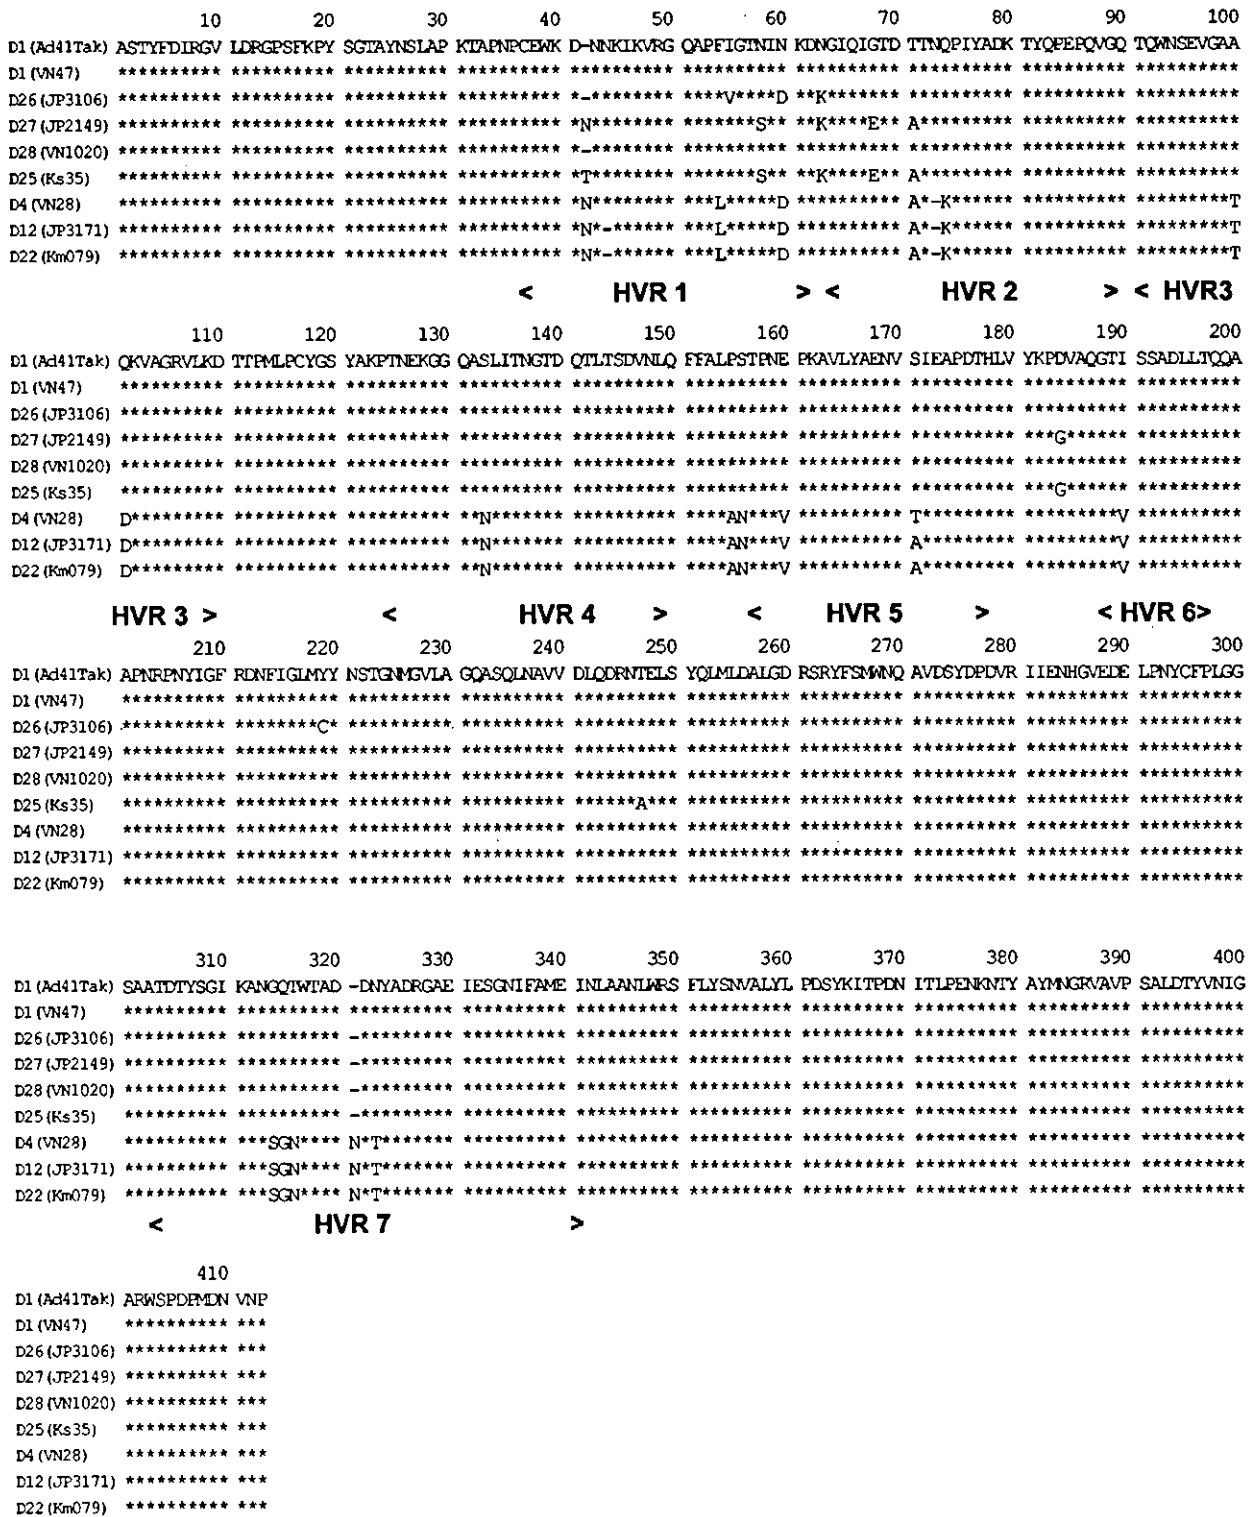 10 20 30 40 50 60 70 80 90 100
D1(Ad41Tak) ASTYFDIRGV LDRGPSFKPY SGTAYNSLAP KTAPNPCEWK D-NNKIKVRG QAPFIGTNIN KDNGIQIGTD TTNQPIYADK TYQPEPQVGQ TQWNSEVGAA
D1(VN47) ********** ********** ********** ********** ********** ********** ********** ********** ********** **********
D26(JP3106) ********** ********** ********** ********** *-******** ****V****D **K******* ********** ********** **********
D27(JP2149) ********** ********** ********** ********** *N******** *******S** **K****E** A********* ********** **********
D28(VN1020) ********** ********** ********** ********** *-******** ********** ********** ********** ********** **********
D25(Ks35) ********** ********** ********** ********** *T******** *******S** **K****E** A********* ********** **********
D4(VN28) ********** ********** ********** ********** *N******** ***L*****D ********** A*-K****** ********** *********T
D12(JP3171) ********** ********** ********** ********** *N*-****** ***L*****D ********** A*-K****** ********** *********T
D22(Km079) ********** ********** ********** ********** *N*-****** ***L*****D ********** A*-K****** ********** *********T
< HVR 1 > < HVR 2 > < HVR3
110 120 130 140 150 160 170 180 190 200
D1(Ad41Tak) QKVAGRVLKD TTPMLPCYGS YAKPTNEKGG QASLITNGTD QTLTSDVNLQ FFALPSTPNE PKAVLYAENV SIEAPDTHLV YKPDVAQGTI SSADLLTQQA
D1(VN47) ********** ********** ********** ********** ********** ********** ********** ********** ********** **********
D26(JP3106) ********** ********** ********** ********** ********** ********** ********** ********** ********** **********
D27(JP2149) ********** ********** ********** ********** ********** ********** ********** ********** ***G****** **********
D28(VN1020) ********** ********** ********** ********** ********** ********** ********** ********** ********** **********
D25(Ks35) ********** ********** ********** ********** ********** ********** ********** ********** ***G****** **********
D4(VN28) D********* ********** ********** **N******* ********** ****AN***V ********** T********* *********V **********
D12(JP3171) D********* ********** ********** **N******* ********** ****AN***V ********** A********* *********V **********
D22(Km079) D********* ********** ********** **N******* ********** ****AN***V ********** A********* *********V **********
HVR 3 > < HVR 4 > < HVR 5 > < HVR 6>
210 220 230 240 250 260 270 280 290 300
D1(Ad41Tak) APNRPNYIGF RDNFIGLMYY NSTGNMGVLA GQASQLNAVV DLQDRNTELS YQLMLDALGD RSRYFSMWNQ AVDSYDPDVR IIENHGVEDE LPNYCFPLGG
D1(VN47) ********** ********** ********** ********** ********** ********** ********** ********** ********** **********
D26(JP3106) ********** ********C* ********** ********** ********** ********** ********** ********** ********** **********
D27(JP2149) ********** ********** ********** ********** ********** ********** ********** ********** ********** **********
D28(VN1020) ********** ********** ********** ********** ********** ********** ********** ********** ********** **********
D25(Ks35) ********** ********** ********** ********** ******A*** ********** ********** ********** ********** **********
D4(VN28) ********** ********** ********** ********** ********** ********** ********** ********** ********** **********
D12(JP3171) ********** ********** ********** ********** ********** ********** ********** ********** ********** **********
D22(Km079) ********** ********** ********** ********** ********** ********** ********** ********** ********** **********
310 320 330 340 350 360 370 380 390 400
D1(Ad41Tak) SAATDTYSGI KANGQTWTAD -DNYADRGAE IESGNIFAME INLAANLWRS FLYSNVALYL PDSYKITPDN ITLPENKNTY AYMNGRVAVP SALDTYVNIG
D1(VN47) ********** ********** ********** ********** ********** ********** ********** ********** ********** **********
D26(JP3106) ********** ********** -********* ********** ********** ********** ********** ********** ********** **********
D27(JP2149) ********** ********** -********* ********** ********** ********** ********** ********** ********** **********
D28(VN1020) ********** ********** -********* ********** ********** ********** ********** ********** ********** **********
D25(Ks35) ********** ********** -********* ********** ********** ********** ********** ********** ********** **********
D4(VN28) ********** ***SGN**** N*T******* ********** ********** ********** ********** ********** ********** **********
D12(JP3171) ********** ***SGN**** N*T******* ********** ********** ********** ********** ********** ********** **********
D22(Km079) ********** ***SGN**** N*T******* ********** ********** ********** ********** ********** ********** **********
< HVR 7 >
410
D1(Ad41Tak) ARWSPDPMDN VNP
D1(VN47) ********** ***
D26(JP3106) ********** ***
D27(JP2149) ********** ***
D28(VN1020) ********** ***
D25(Ks35) ********** ***
D4(VN28) ********** ***
D12(JP3171) ********** ***
D22(Km079) ********** ***